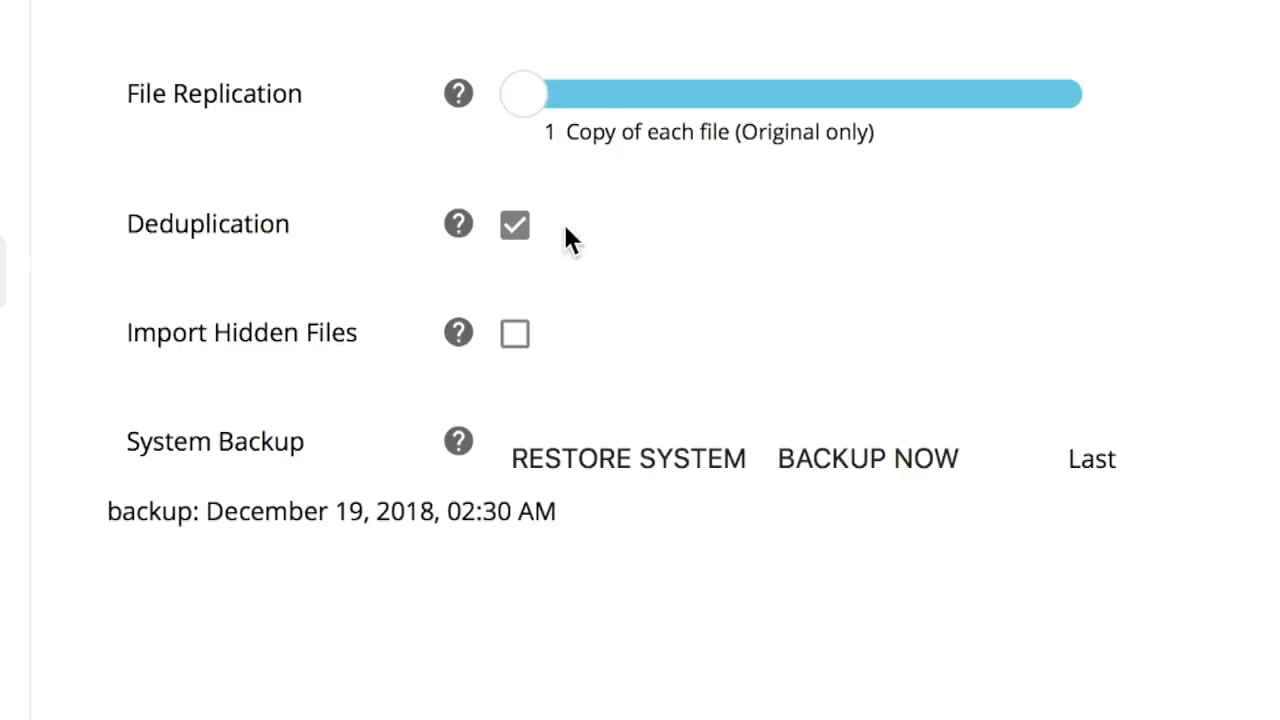 File Replication
1 Copy of each file (Original only)
Deduplication
Import Hidden Files
System Backup RESTORE SYSTEM BACKUP NOW Last
backup: December 19, 2018, 02:30 AM